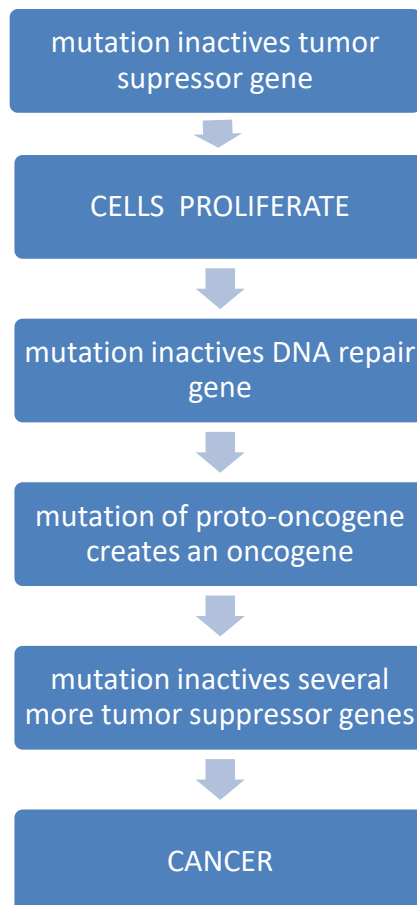 mutation inactives tumor
supressor gene
CELLS  PROLIFERATE
mutation inactives DNA repair
gene
mutation of proto-oncogene
creates an oncogene
mutation inactives several
more tumor suppressor genes
CANCER